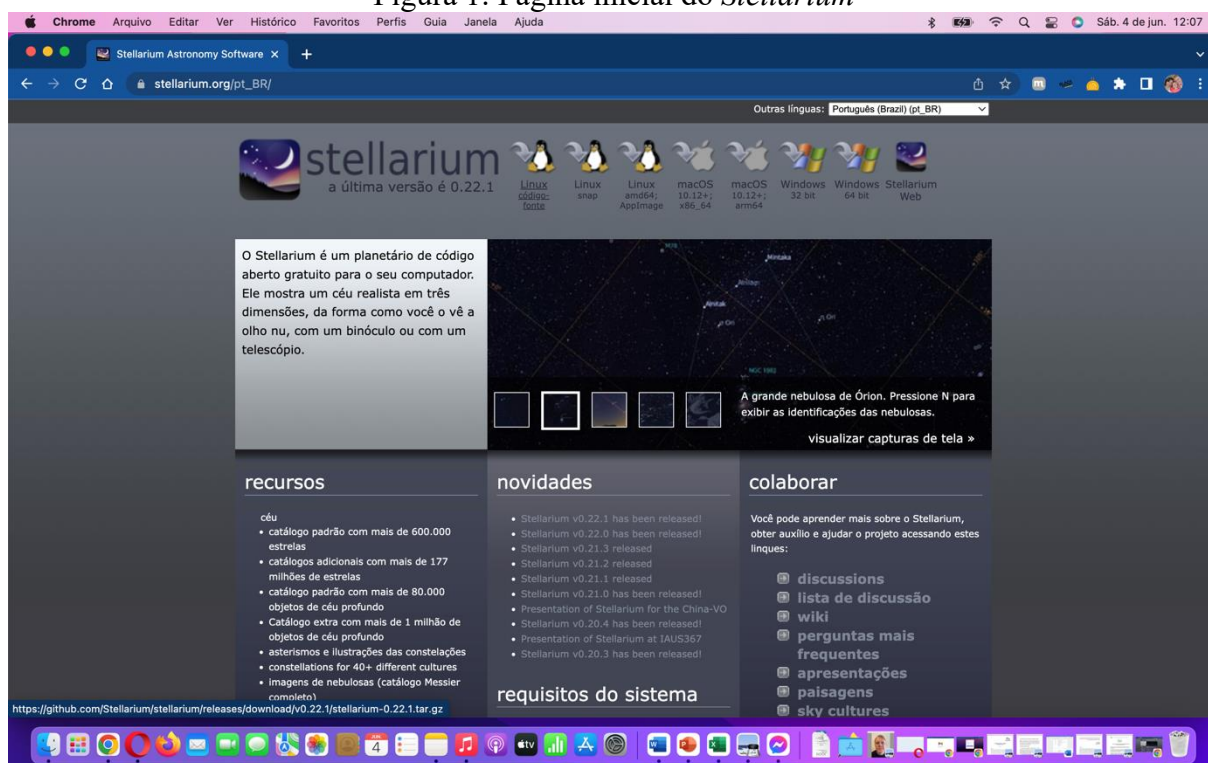 Figura 1: Página inicial do Stellarium
Chrome Arquivo Editar Ver Histórico Favoritos Perfis Guia Janela Ajuda Sáb. 4 de jun. 12:07
Stellarium Astronomy Software
stellarium.org/pt_BR/
Outras línguas: Português (Brazil) (pt_BR)
stellarium
a última versão é 0.22.1
Linux
código-
fonte
Linux
snap
Linux
amd64;
AppImage
macOS
10.12+;
x86_64
macOS
10.12+;
arm64
Windows
32 bit
Windows
64 bit
Stellarium
Web
O Stellarium é um planetário de código
aberto gratuito para o seu computador.
Ele mostra um céu realista em três
dimensões, da forma como você o vê a
olho nu, com um binóculo ou com um
telescópio.
Mintaka
Alnitak
NGC 1982
A grande nebulosa de Órion. Pressione N para
exibir as identificações das nebulosas.
visualizar capturas de tela »
recursos
céu
• catálogo padrão com mais de 600.000
estrelas
• catálogos adicionais com mais de 177
milhões de estrelas
• catálogo padrão com mais de 80.000
objetos de céu profundo
• Catálogo extra com mais de 1 milhão de
objetos de céu profundo
• asterismos e ilustrações das constelações
• constellations for 40+ different cultures
• imagens de nebulosas (catálogo Messier
completo)
novidades
• Stellarium v0.22.1 has been released!
• Stellarium v0.22.0 has been released!
• Stellarium v0.21.3 released
• Stellarium v0.21.2 released
• Stellarium v0.21.1 released
• Stellarium v0.21.0 has been released!
• Presentation of Stellarium for the China-VO
• Stellarium v0.20.4 has been released!
• Presentation of Stellarium at IAUS367
• Stellarium v0.20.3 has been released!
requisitos do sistema
colaborar
Você pode aprender mais sobre o Stellarium,
obter auxílio e ajudar o projeto acessando estes
linques:
discussions
lista de discussão
wiki
perguntas mais
frequentes
apresentações
paisagens
sky cultures
https://github.com/Stellarium/stellarium/releases/download/v0.22.1/stellarium-0.22.1.tar.gz
4
tv